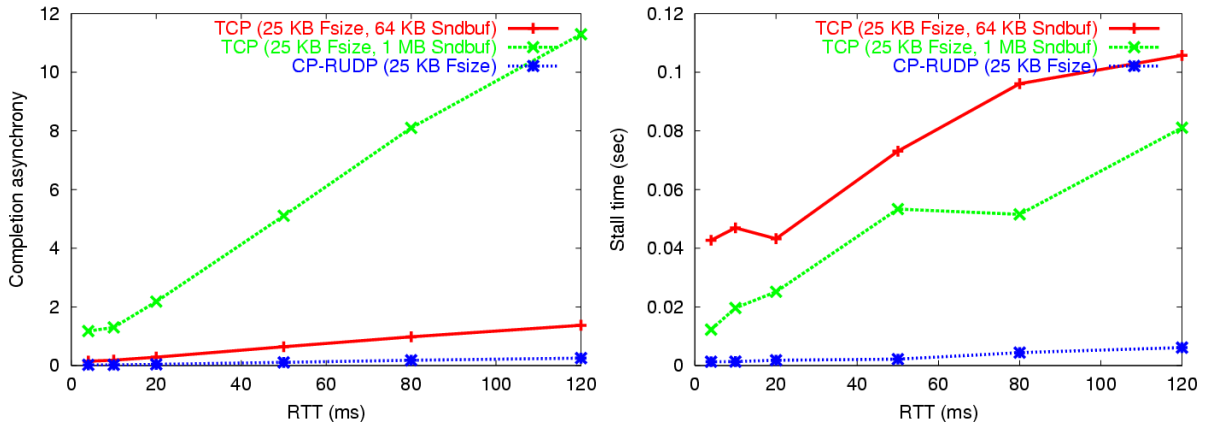 TCP (25 KB Fsize, 64 KB Sndbuf)
TCP (25 KB Fsize, 1 MB Sndbuf)
CP-RUDP (25 KB Fsize)
Completion asynchrony
12
10
8
6
4
2
0
0 20 40 60 80 100 120
RTT (ms)
TCP (25 KB Fsize, 64 KB Sndbuf)
TCP (25 KB Fsize, 1 MB Sndbuf)
CP-RUDP (25 KB Fsize)
Stall time (sec)
0.12
0.1
0.08
0.06
0.04
0.02
0
0 20 40 60 80 100 120
RTT (ms)